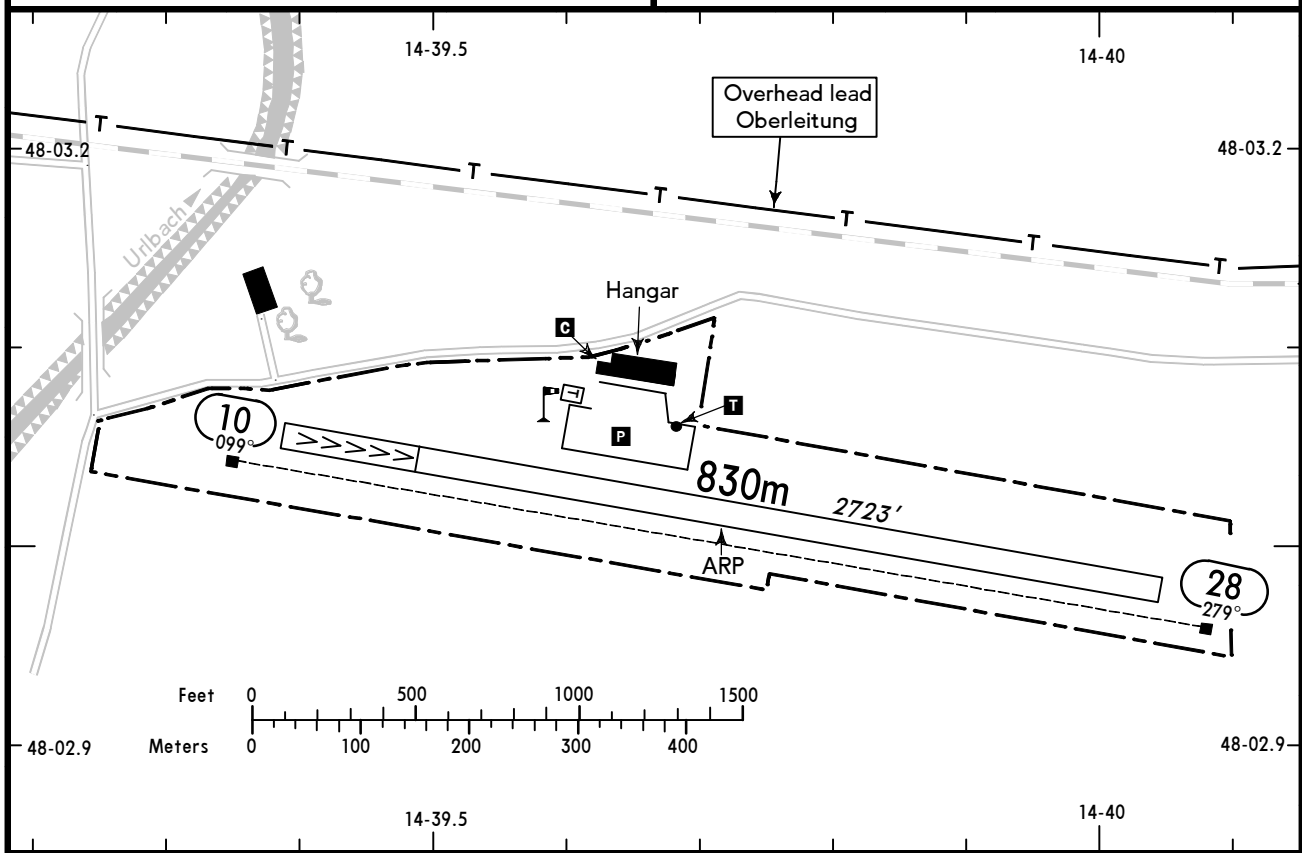 14-39.5
14-40
Overhead lead
Oberleitung
T
T
T
T
T
T
T
48-03.2
48-03.2
Urlbach
Hangar
C
T
T
P
10
099°
830m
2723'
ARP
28
279°
Feet 0 500 1000 1500
Meters 0 100 200 300 400
48-02.9
48-02.9
14-39.5
14-40